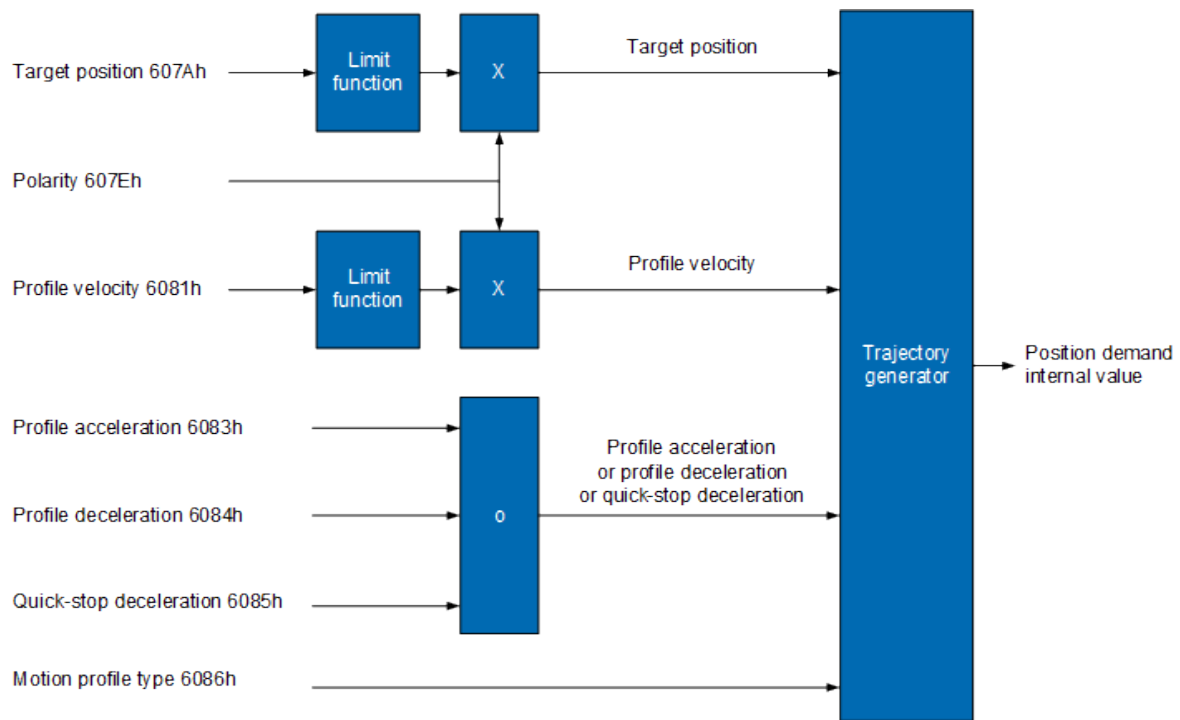 Target position 607Ah
Limit
function
X
Target position
Polarity 607Eh
Profile velocity 6081h
Limit
function
X
Profile velocity
Trajectory
generator
Position demand
internal value
Profile acceleration 6083h
Profile deceleration 6084h
Quick-stop deceleration 6085h
o
Profile acceleration
or profile deceleration
or quick-stop deceleration
Motion profile type 6086h